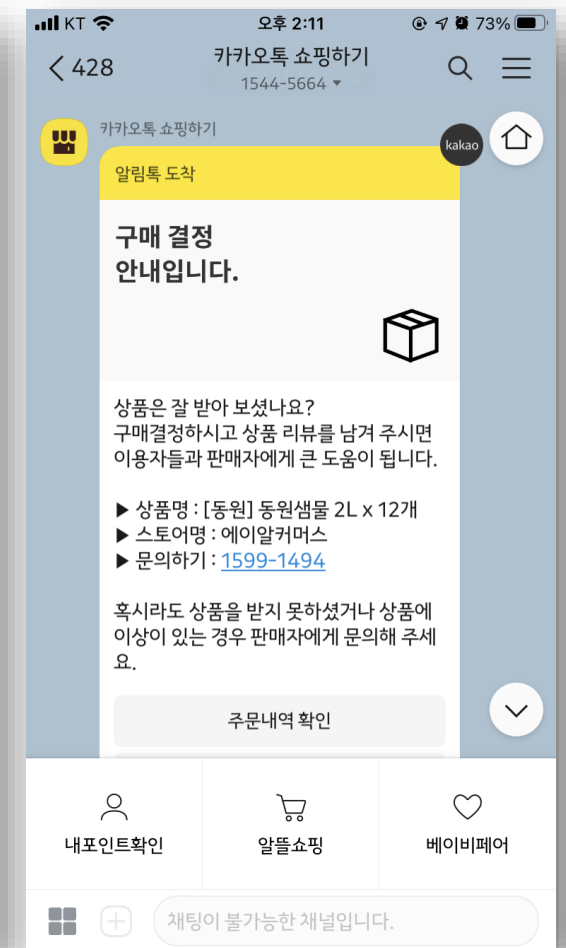 KT 오후 2:11 73%
428 카카오톡 쇼핑하기
1544-5664
카카오톡 쇼핑하기
kakao
알림톡 도착
구매 결정
안내입니다.
상품은 잘 받아 보셨나요?
구매결정하시고 상품 리뷰를 남겨 주시면
이용자들과 판매자에게 큰 도움이 됩니다.
▶ 상품명 : [동원] 동원샘물 2L x 12개
▶ 스토어명 : 에이알커머스
▶ 문의하기 : 1599-1494
혹시라도 상품을 받지 못하셨거나 상품에
이상이 있는 경우 판매자에게 문의해 주세
요.
주문내역 확인
내포인트확인 알뜰쇼핑 베이비페어
채팅이 불가능한 채널입니다.